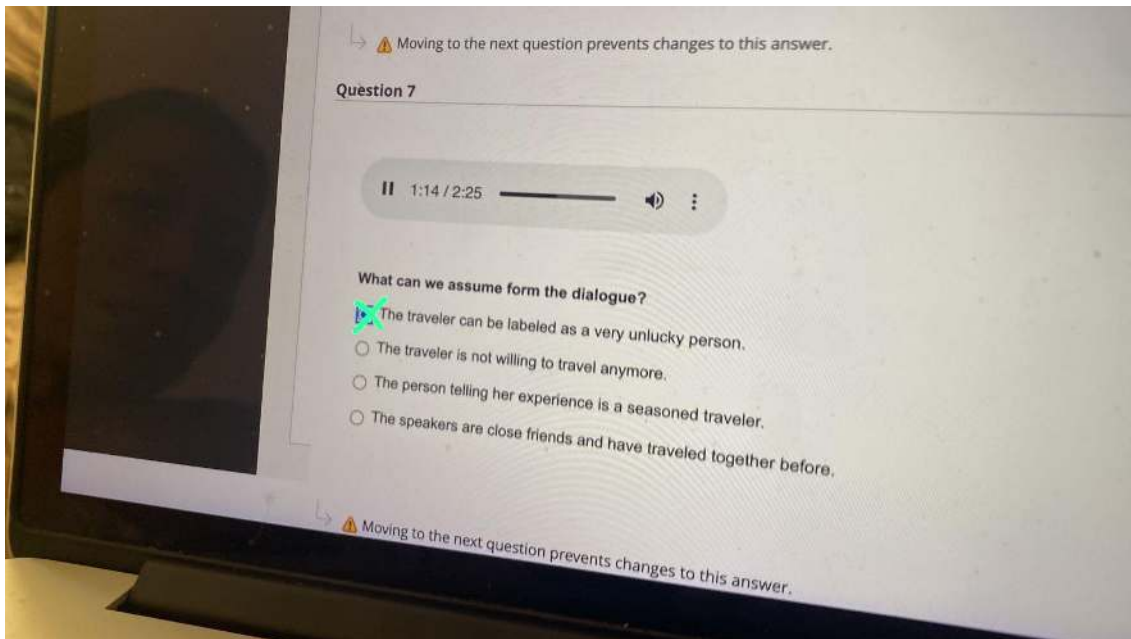 Moving to the next question prevents changes to this answer.
Question 7
1:14 / 2:25
What can we assume form the dialogue?
The traveler can be labeled as a very unlucky person.
The traveler is not willing to travel anymore.
The person telling her experience is a seasoned traveler.
The speakers are close friends and have traveled together before.
Moving to the next question prevents changes to this answer.